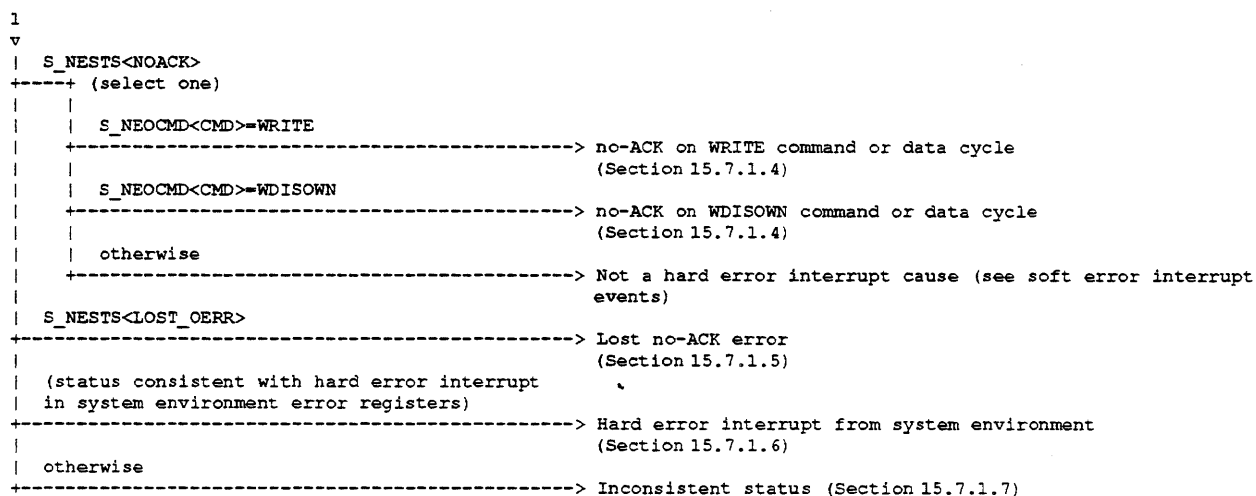 1
v
|  S_NESTS<NOACK>
+----+ (select one)
|    |
|    |  S_NEOCMD<CMD>=WRITE
|    +---------------------------------------------> no-ACK on WRITE command or data cycle
|    |                                               (Section 15.7.1.4)
|    |  S_NEOCMD<CMD>=WDISOWN
|    +---------------------------------------------> no-ACK on WDISOWN command or data cycle
|    |                                               (Section 15.7.1.4)
|    |  otherwise
|    +---------------------------------------------> Not a hard error interrupt cause (see soft error interrupt
|                                                    events)
|  S_NESTS<LOST_OERR>
+--------------------------------------------------> Lost no-ACK error
|                                                    (Section 15.7.1.5)
|  (status consistent with hard error interrupt
|  in system environment error registers)
+--------------------------------------------------> Hard error interrupt from system environment
|                                                    (Section 15.7.1.6)
|  otherwise
+--------------------------------------------------> Inconsistent status (Section 15.7.1.7)